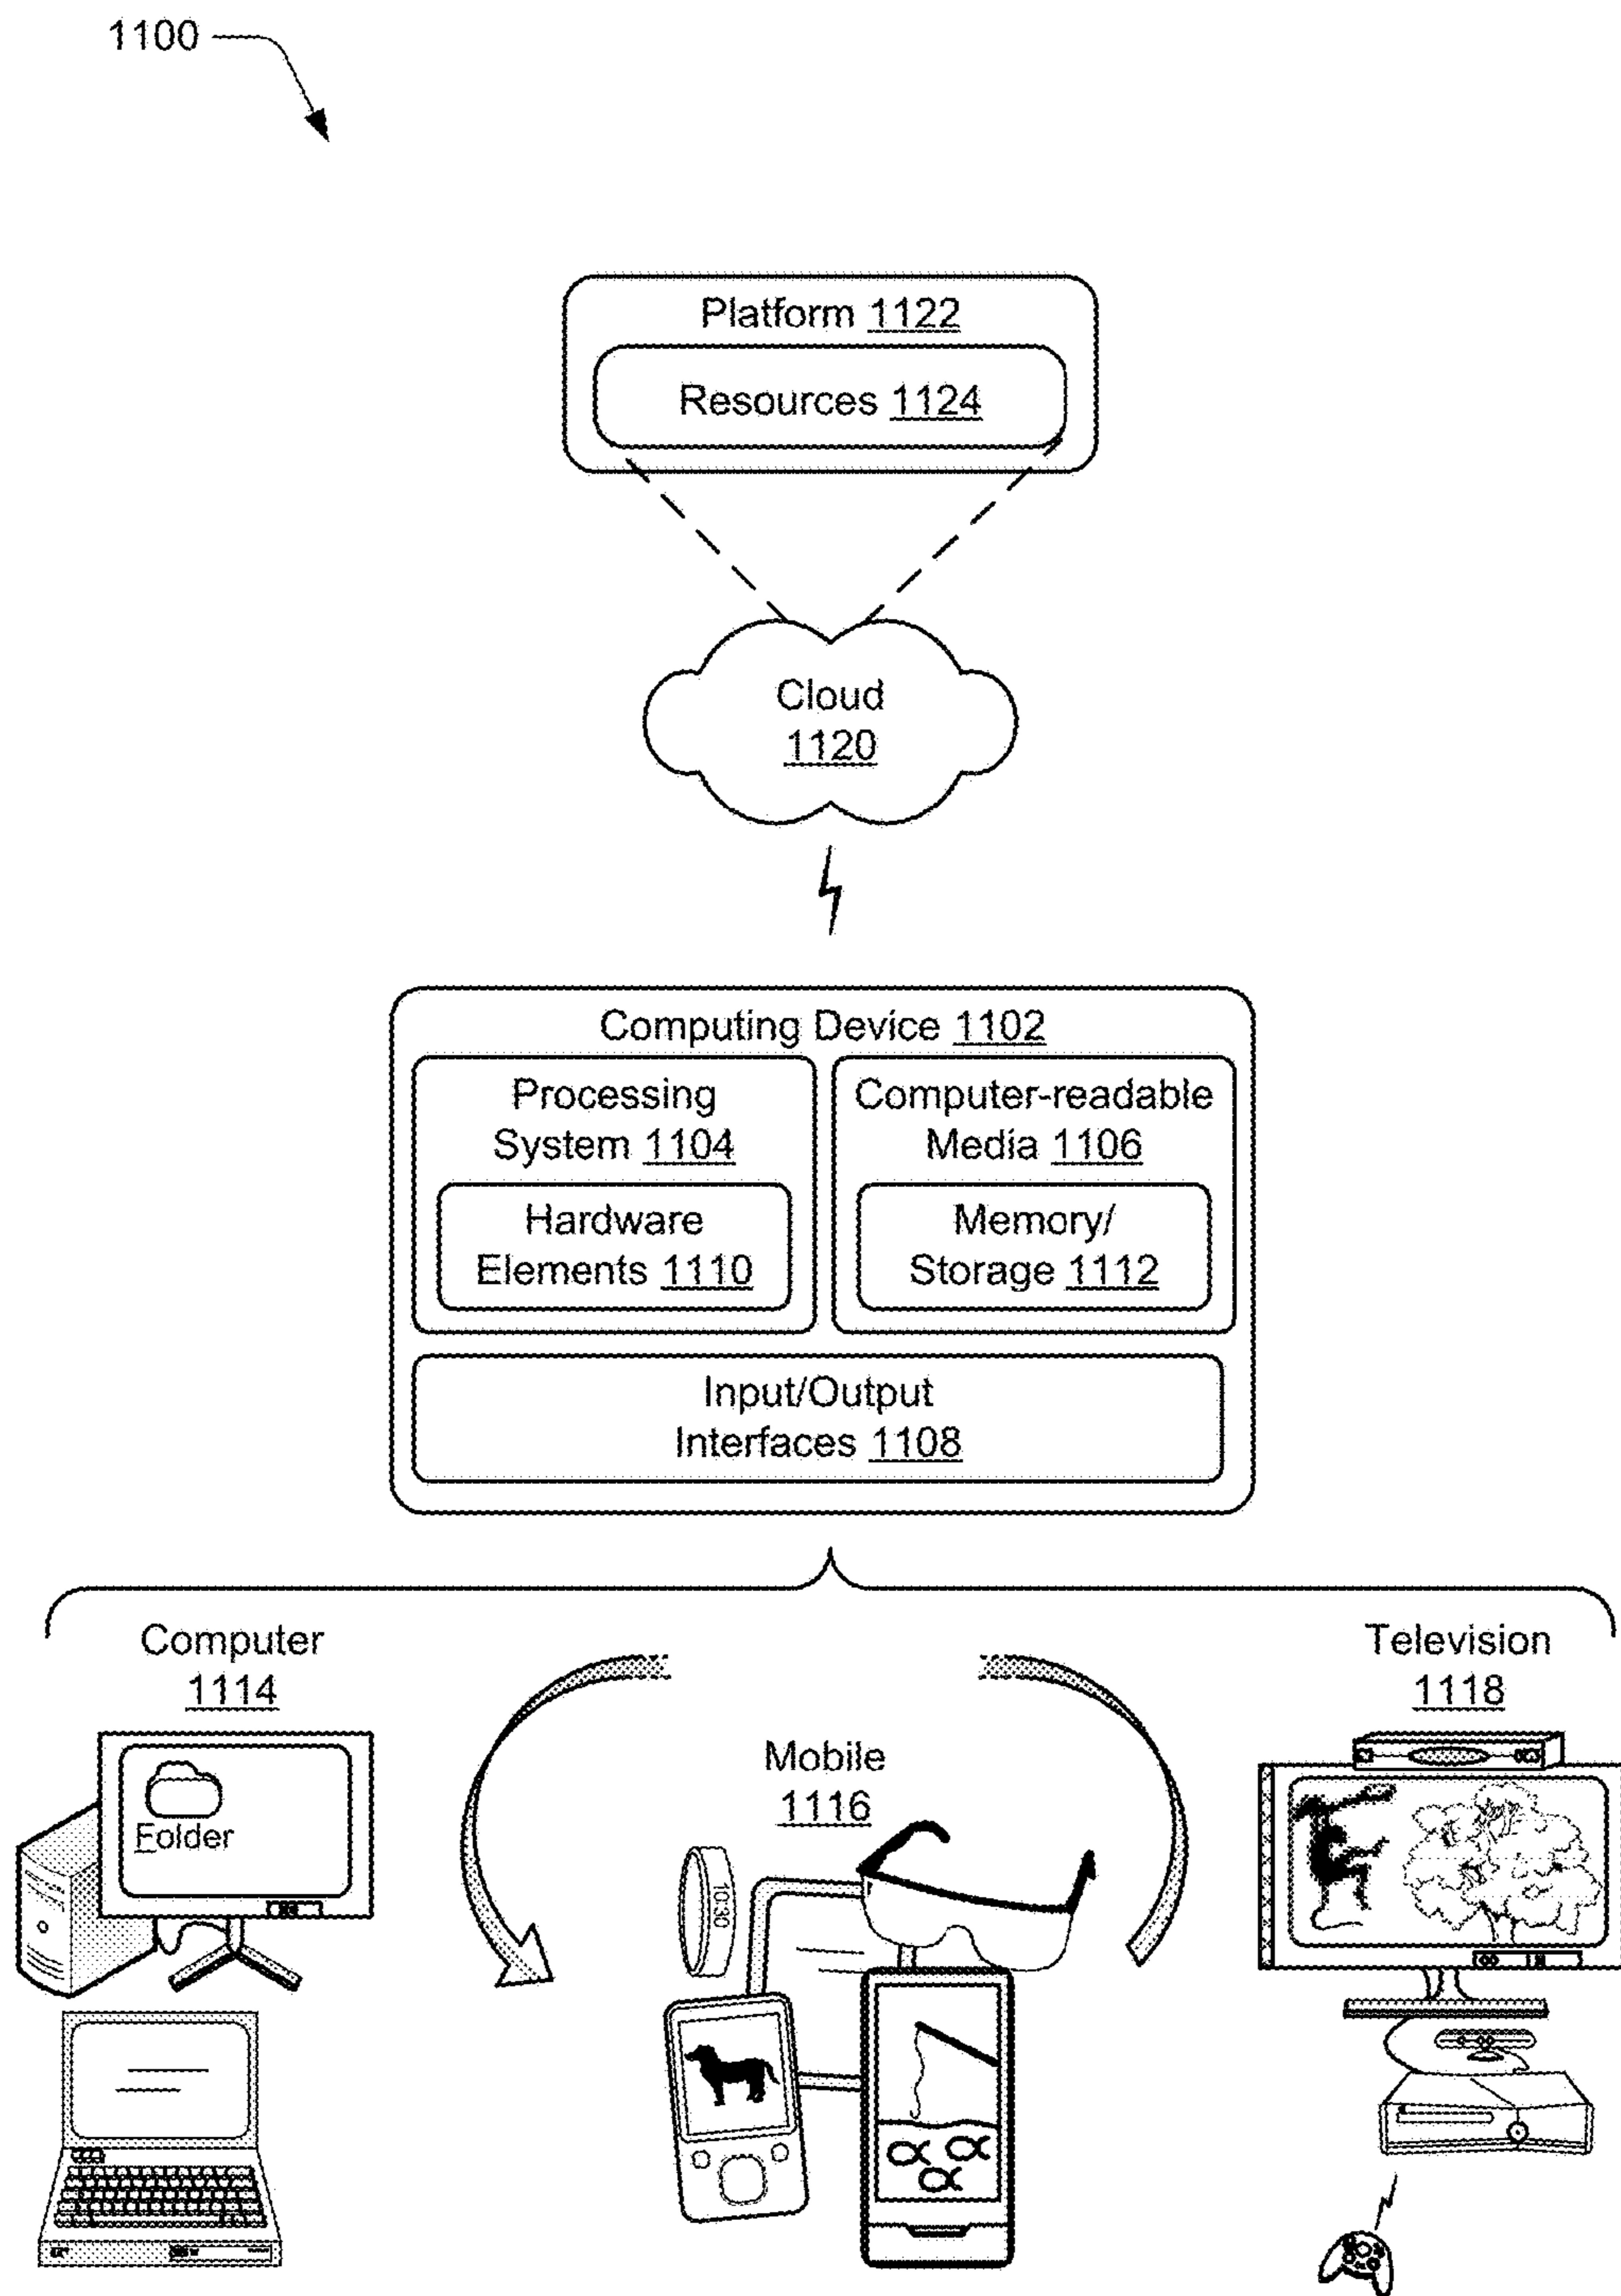 1100
Platform 1122
Resources 1124
Cloud
1120
Computing Device 1102
Processing
System 1104
Hardware
Elements 1110
Computer-readable
Media 1106
Memory/
Storage 1112
Input/Output
Interfaces 1108
Computer
1114
Folder
Mobile
1116
10:30
Television
1118